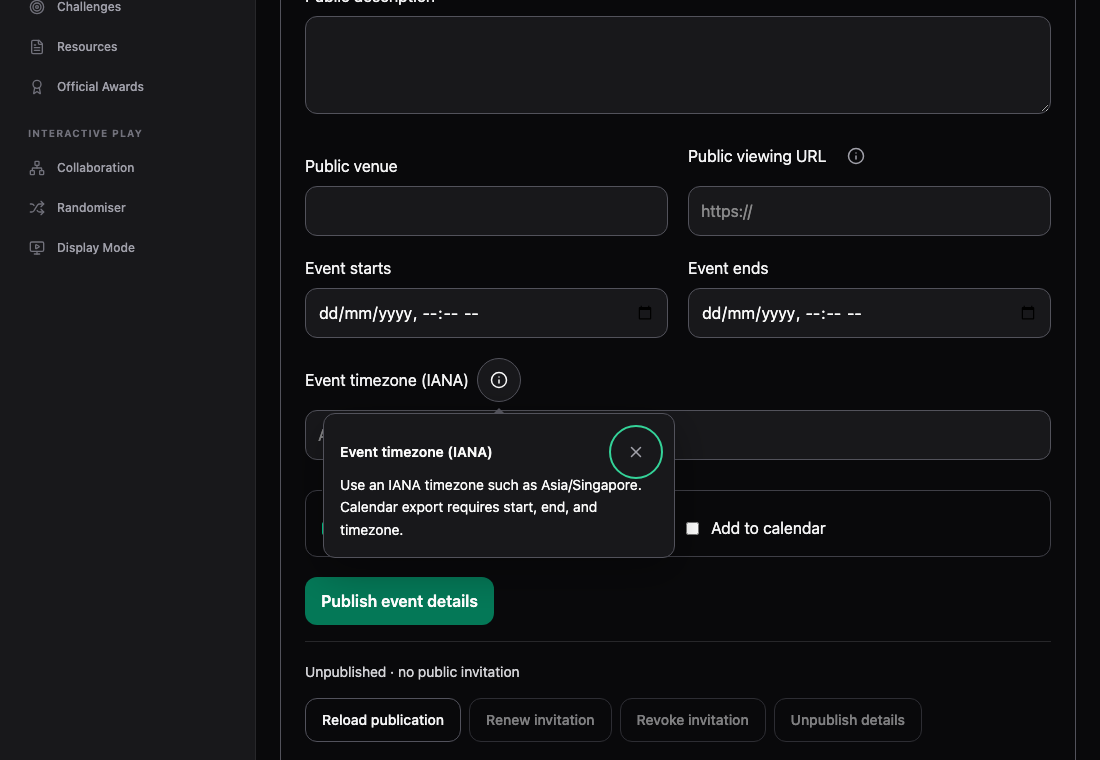 Challenges
Resources
Official Awards
INTERACTIVE PLAY
Collaboration
Randomiser
Display Mode
Public description
Public venue
Public viewing URL
https://
Event starts
Event ends
dd/mm/yyyy, --:-- --
dd/mm/yyyy, --:-- --
Event timezone (IANA)
Event timezone (IANA)
Use an IANA timezone such as Asia/Singapore.
Calendar export requires start, end, and
timezone.
Add to calendar
Publish event details
Unpublished · no public invitation
Reload publication
Renew invitation
Revoke invitation
Unpublish details